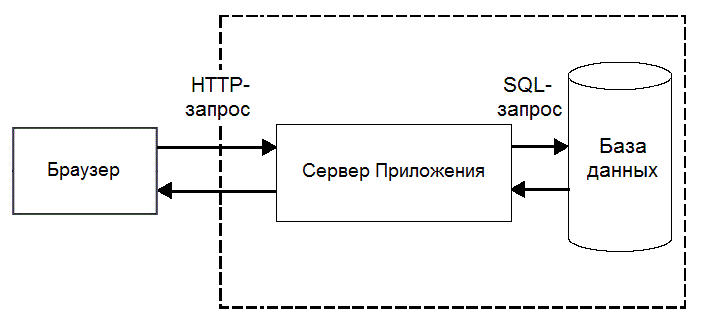 HTTP-
запрос
SQL-
запрос
Браузер
Сервер Приложения
База
данных